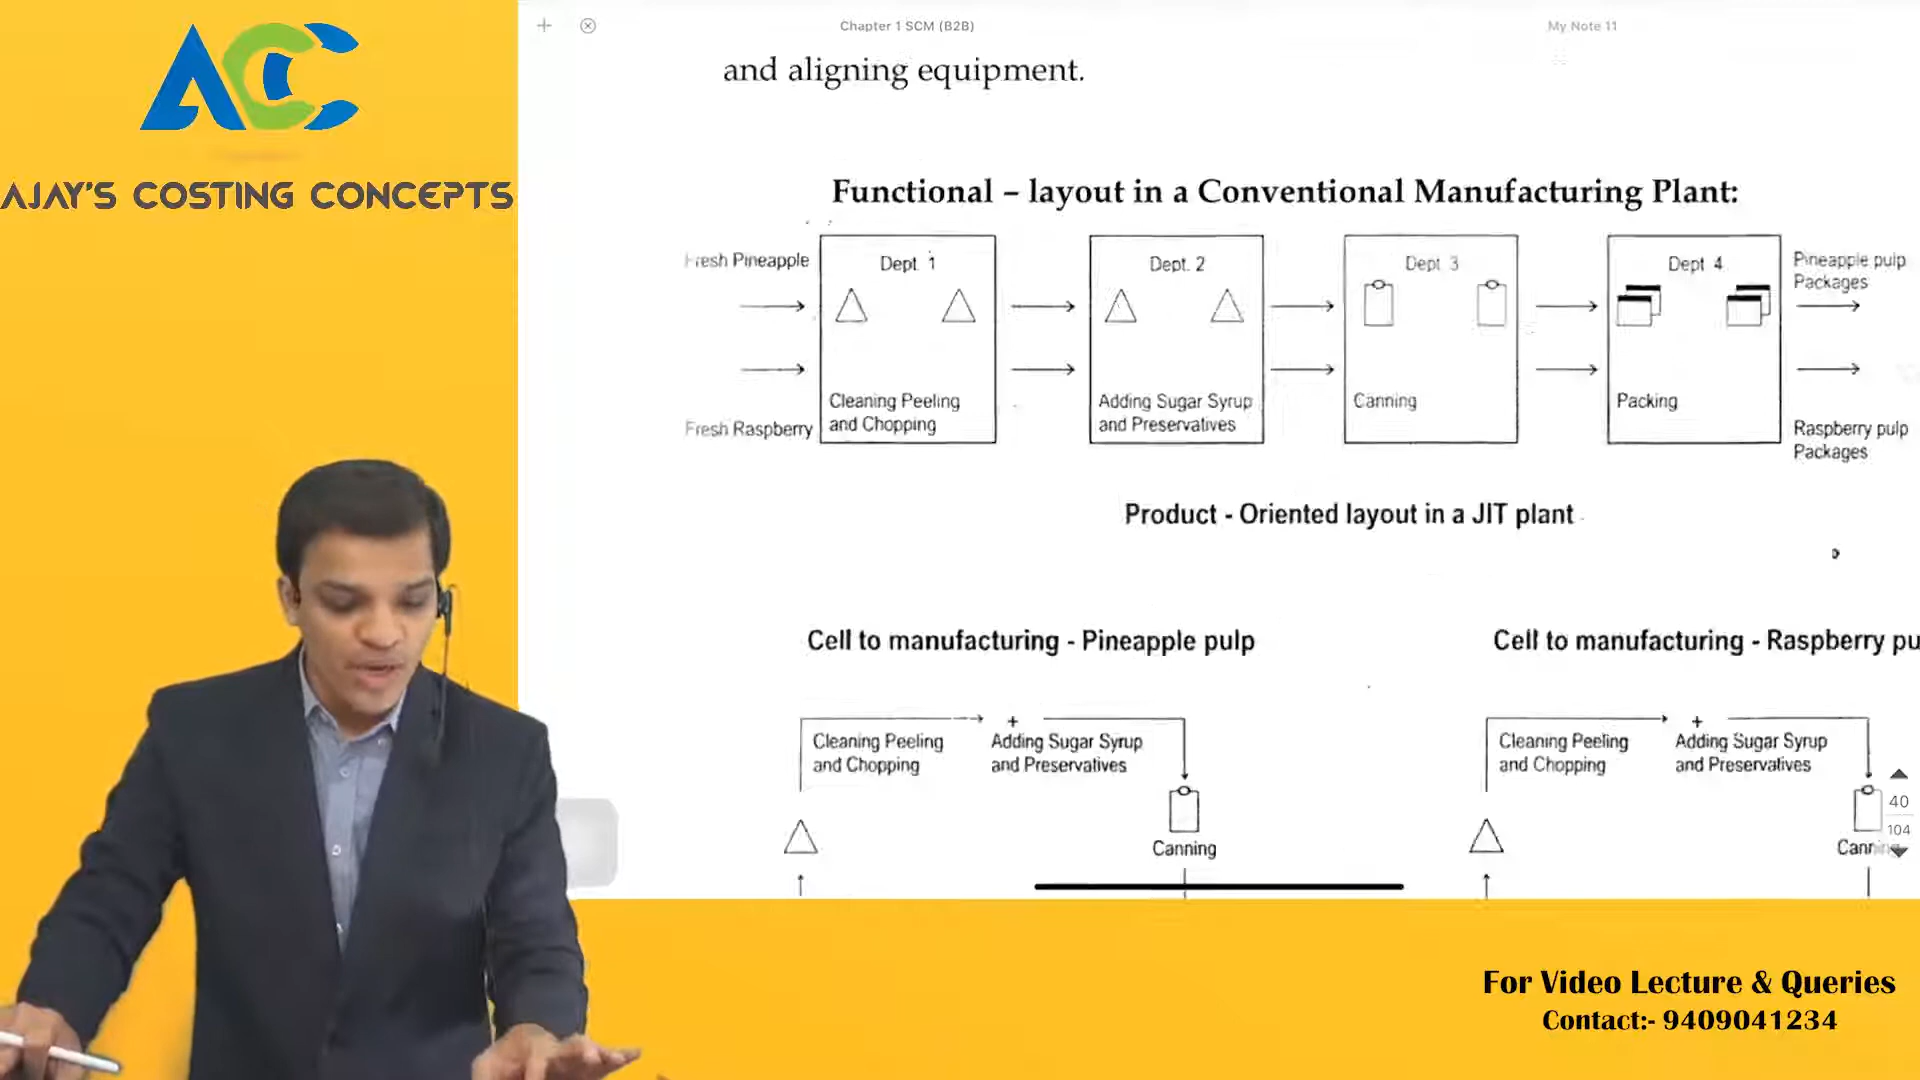 ACC
AJAY'S COSTING CONCEPTS
Chapter 1 SCM (B2B)
My Note 11
and aligning equipment.
Functional – layout in a Conventional Manufacturing Plant:
Fresh Pineapple
Dept. 1
Dept. 2
Dept 3
Dept 4
Pineapple pulp
Packages
Cleaning Peeling
and Chopping
Adding Sugar Syrup
and Preservatives
Canning
Packing
Fresh Raspberry
Raspberry pulp
Packages
Product - Oriented layout in a JIT plant
Cell to manufacturing - Pineapple pulp
Cell to manufacturing - Raspberry pu
+
Cleaning Peeling
and Chopping
Adding Sugar Syrup
and Preservatives
Canning
+
Cleaning Peeling
and Chopping
Adding Sugar Syrup
and Preservatives
40
104
For Video Lecture & Queries
Contact:- 9409041234